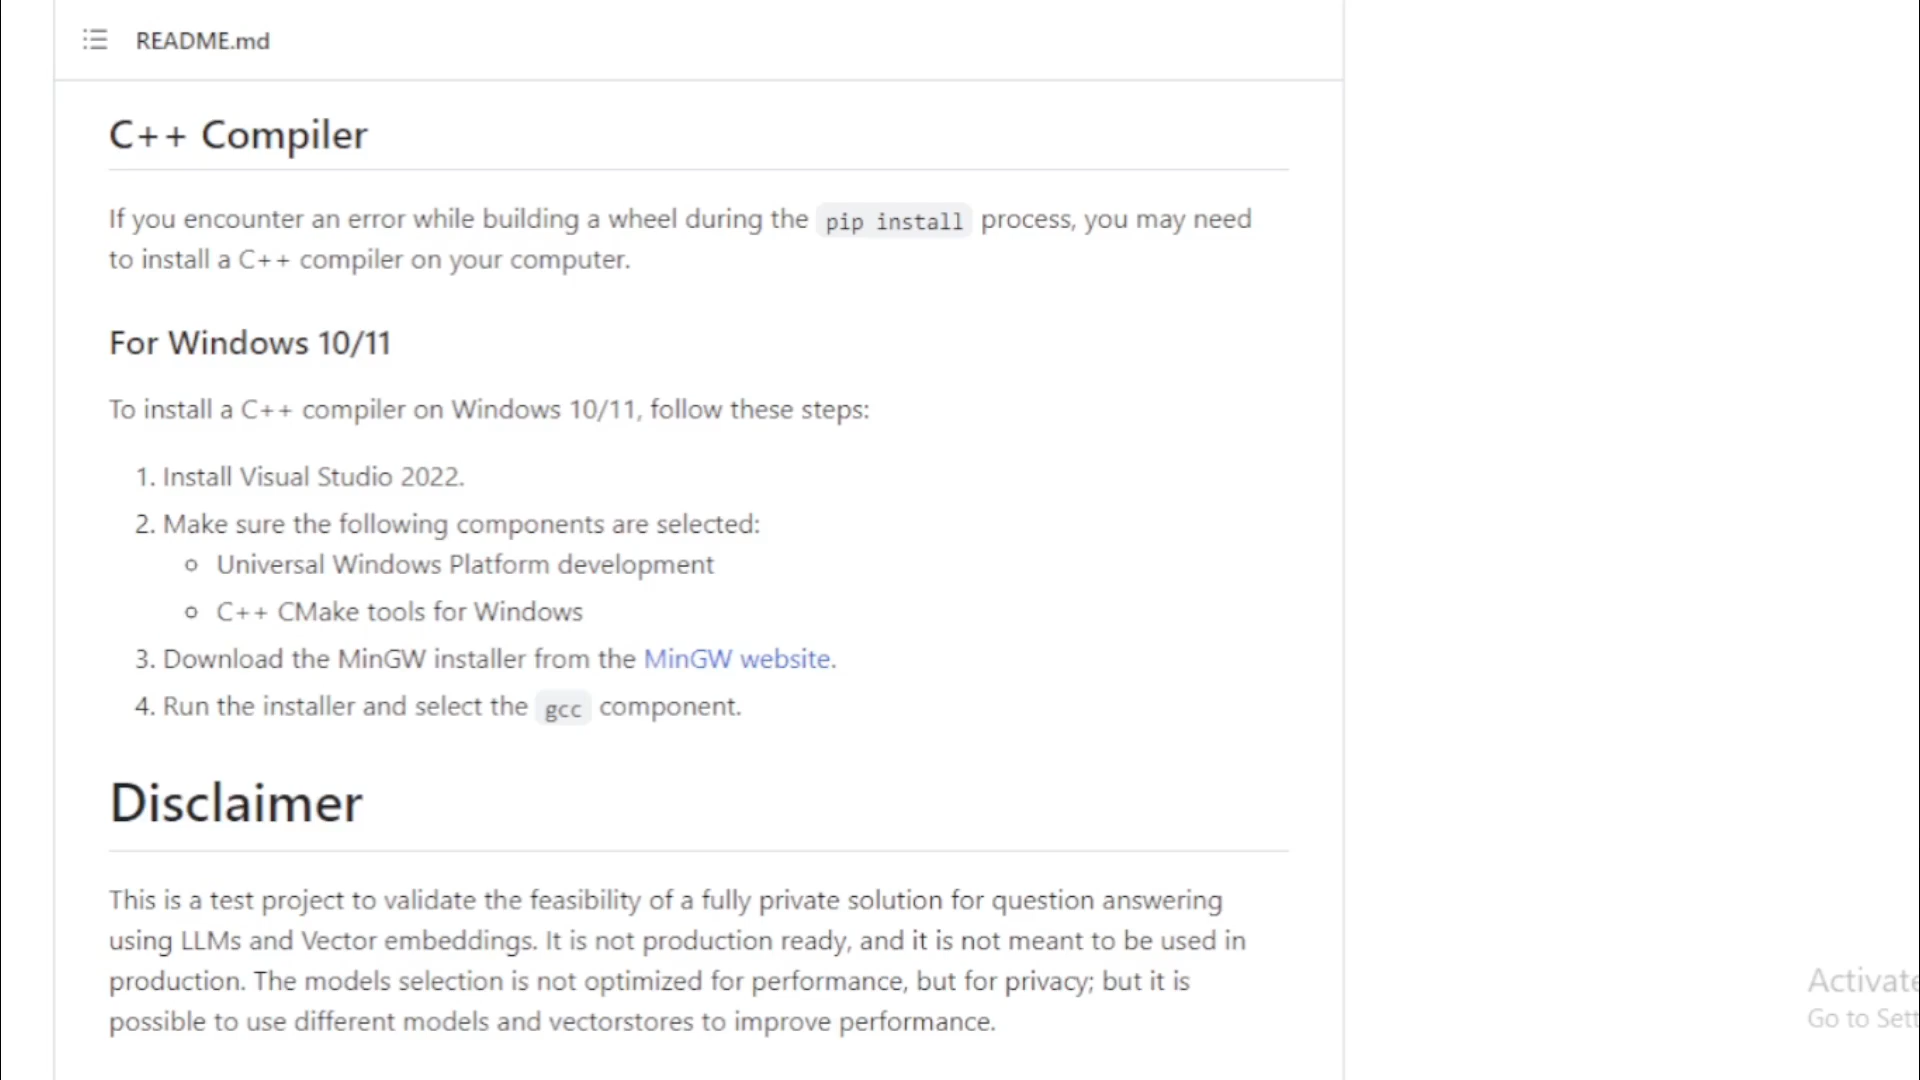 README.md
C++ Compiler
If you encounter an error while building a wheel during the pip install process, you may need
to install a C++ compiler on your computer.
For Windows 10/11
To install a C++ compiler on Windows 10/11, follow these steps:
1. Install Visual Studio 2022.
2. Make sure the following components are selected:
Universal Windows Platform development
C++ CMake tools for Windows
3. Download the MinGW installer from the MinGW website.
4. Run the installer and select the gcc component.
Disclaimer
This is a test project to validate the feasibility of a fully private solution for question answering
using LLMs and Vector embeddings. It is not production ready, and it is not meant to be used in
production. The models selection is not optimized for performance, but for privacy; but it is
possible to use different models and vectorstores to improve performance.
Activate
Go to Sett